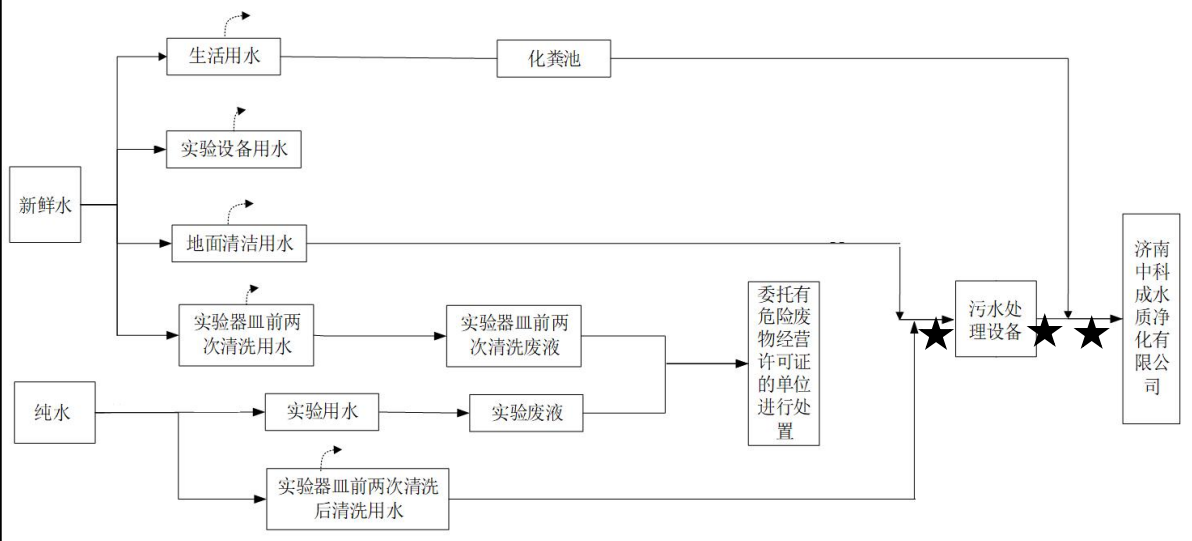 生活用水
化粪池
实验设备用水
新鲜水
地面清洁用水
实验器皿前两
次清洗用水
实验器皿前两
次清洗废液
委托有
危险废
物经营
许可证
的单位
进行处
置
污水处
理设备
济南
中科
成水
质净
化有
限公
司
纯水
实验用水
实验废液
实验器皿前两次清洗
后清洗用水